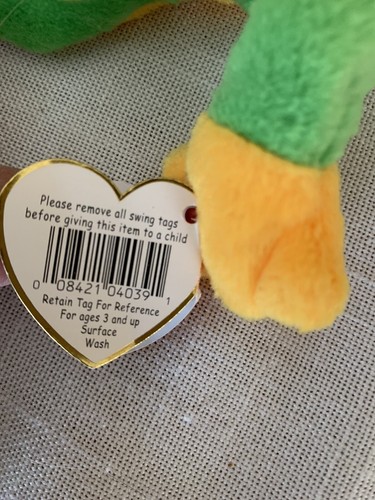 Please remove all swing tags
before giving this item to a child
0 08421 04039 1
Retain Tag For Reference
For ages 3 and up
Surface
Wash